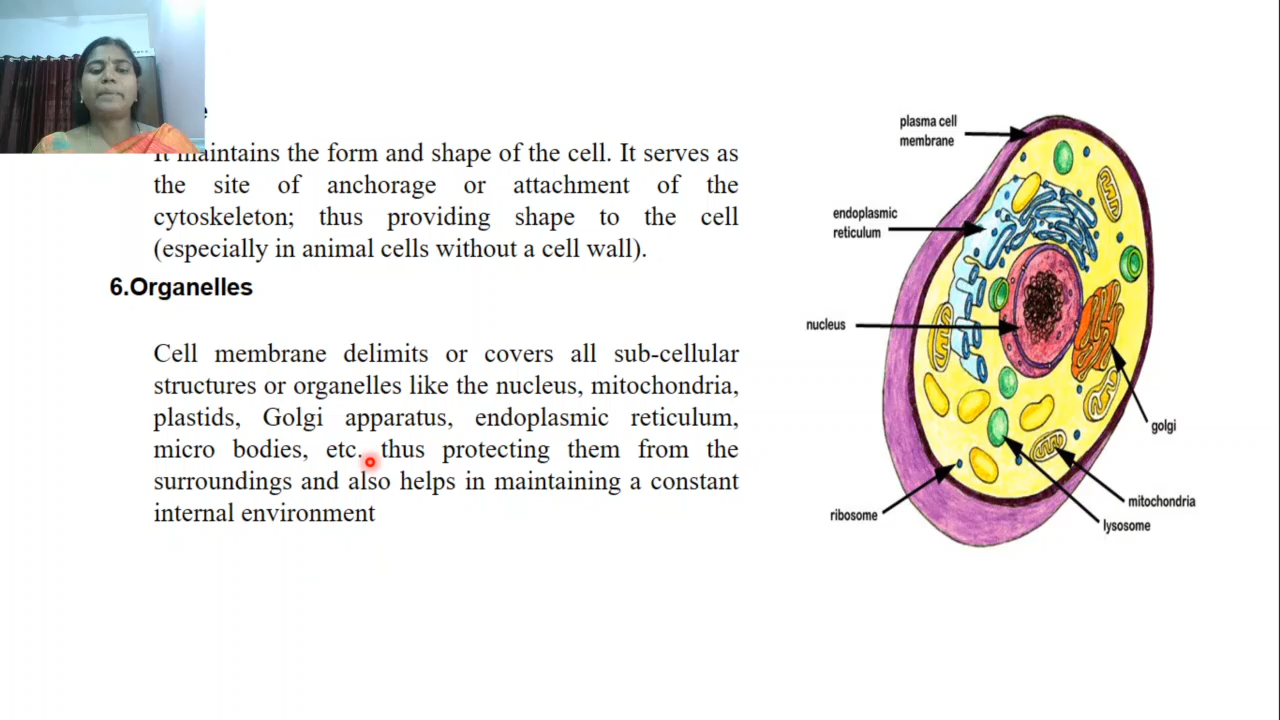 It maintains the form and shape of the cell. It serves as
the site of anchorage or attachment of the
cytoskeleton; thus providing shape to the cell
(especially in animal cells without a cell wall).
6.Organelles
Cell membrane delimits or covers all sub-cellular
structures or organelles like the nucleus, mitochondria,
plastids, Golgi apparatus, endoplasmic reticulum,
micro bodies, etc. thus protecting them from the
surroundings and also helps in maintaining a constant
internal environment
plasma cell
membrane
endoplasmic
reticulum
nucleus
golgi
mitochondria
ribosome
lysosome